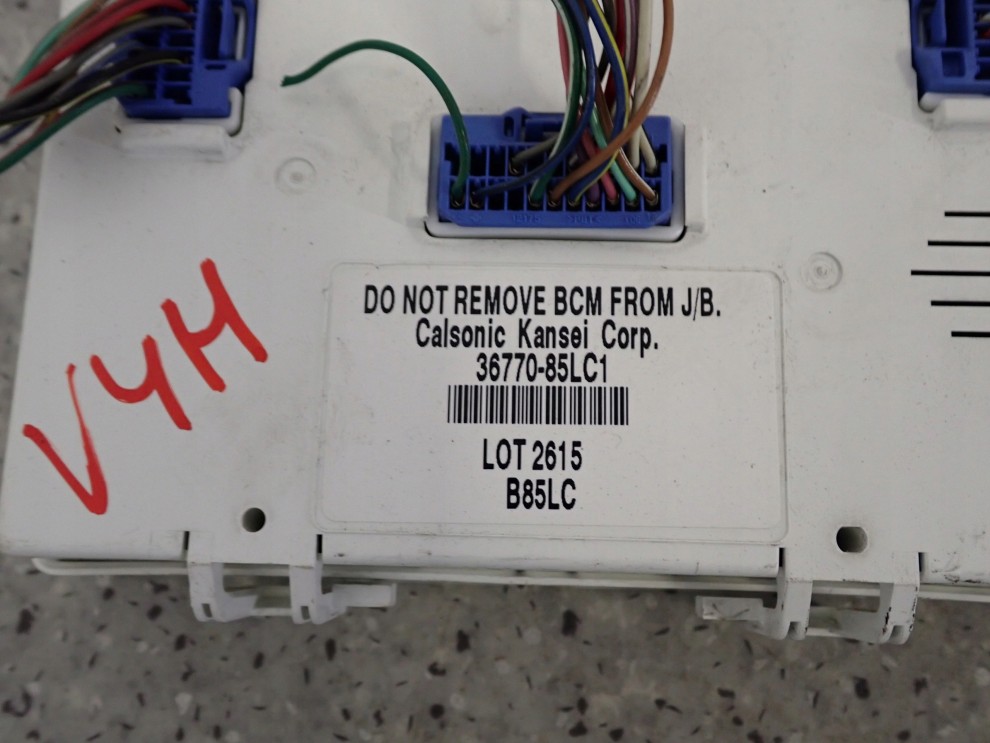 DO NOT REMOVE BCM FROM J/B.
Calsonic Kansei Corp.
36770-85LC1
LOT 2615
B85LC
V4H